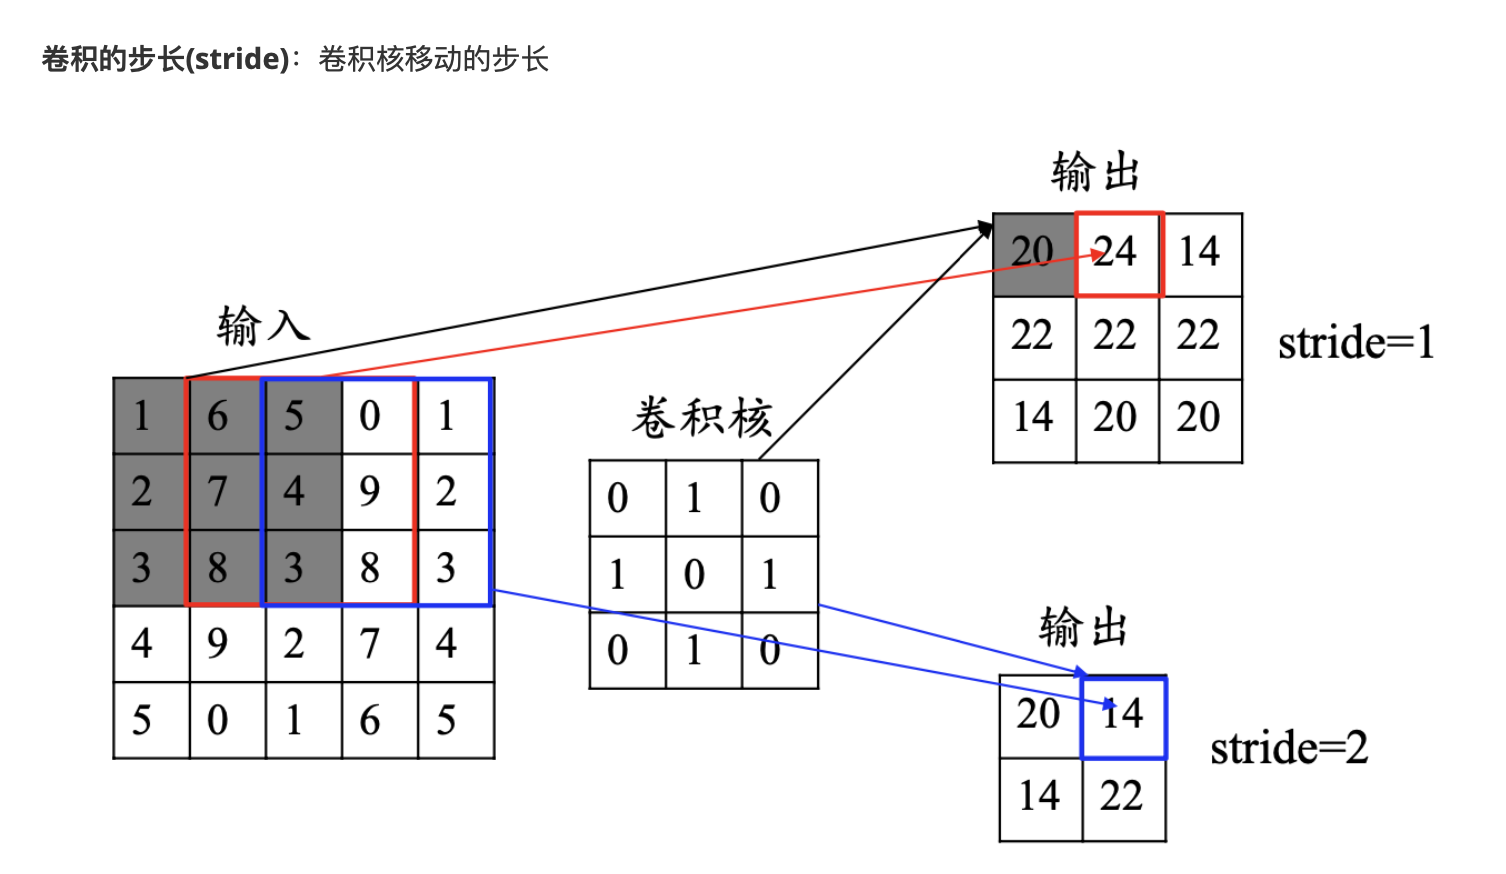 卷积的步长(stride)：卷积核移动的步长
输出
20 24 14
22 22 22
14 20 20
stride=1
输入
1 6 5 0 1
2 7 4 9 2
3 8 3 8 3
4 9 2 7 4
5 0 1 6 5
卷积核
0 1 0
1 0 1
0 1 0
输出
20 14
14 22
stride=2